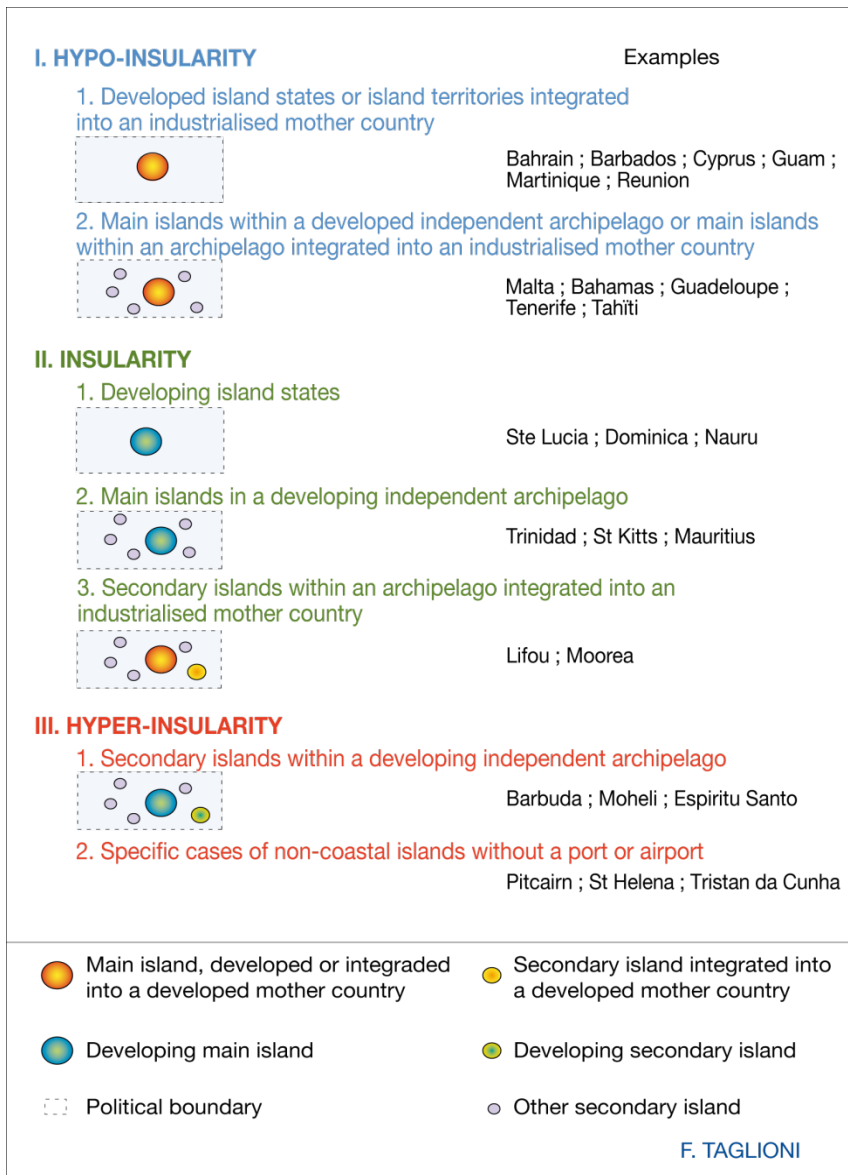 I. HYPO-INSULARITY
Examples
1. Developed island states or island territories integrated
into an industrialised mother country
Bahrain ; Barbados ; Cyprus ; Guam ;
Martinique ; Reunion
2. Main islands within a developed independent archipelago or main islands
within an archipelago integrated into an industrialised mother country
Malta ; Bahamas ; Guadeloupe ;
Tenerife ; Tahïti
II. INSULARITY
1. Developing island states
Ste Lucia ; Dominica ; Nauru
2. Main islands in a developing independent archipelago
Trinidad ; St Kitts ; Mauritius
3. Secondary islands within an archipelago integrated into an
industrialised mother country
Lifou ; Moorea
III. HYPER-INSULARITY
1. Secondary islands within a developing independent archipelago
Barbuda ; Moheli ; Espiritu Santo
2. Specific cases of non-coastal islands without a port or airport
Pitcairn ; St Helena ; Tristan da Cunha
Main island, developed or integraded
into a developed mother country
Secondary island integrated into
a developed mother country
Developing main island
Developing secondary island
Political boundary
Other secondary island
F. TAGLIONI